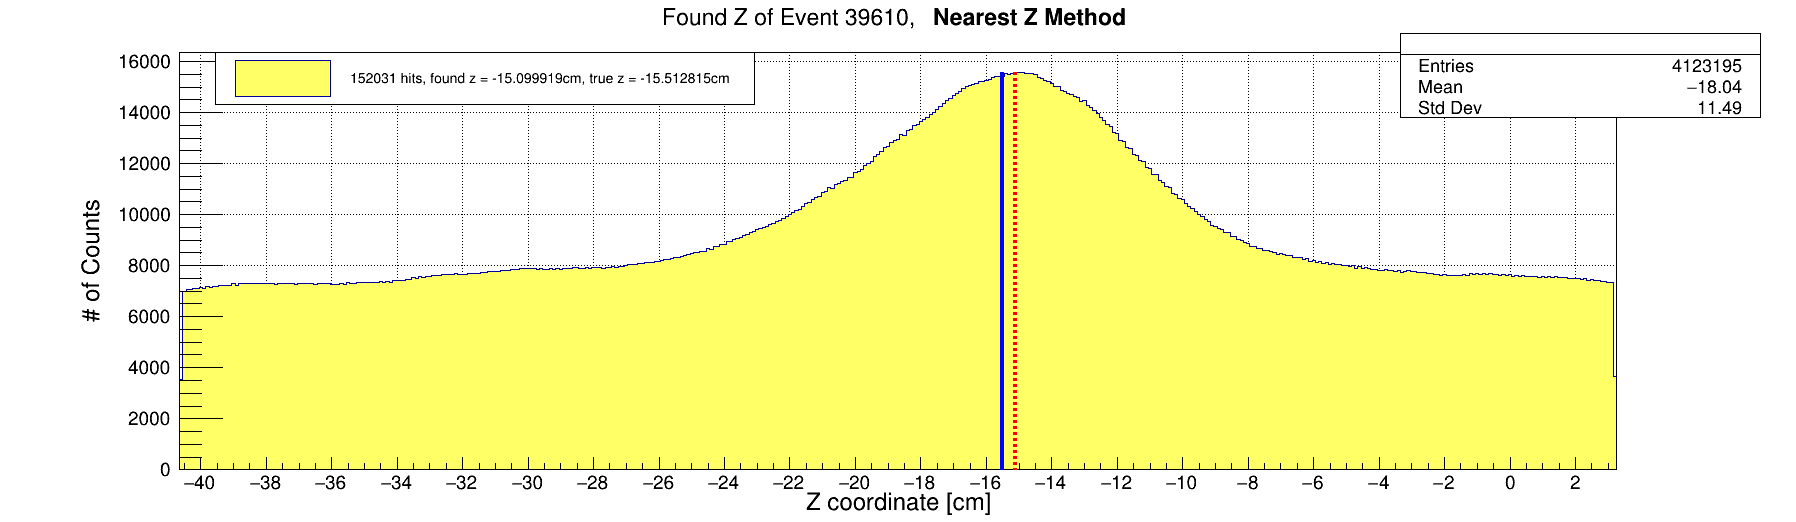 Found Z of Event 39610, Nearest Z Method
152031 hits, found z = -15.099919cm, true z = -15.512815cm
Entries 4123195
Mean −18.04
Std Dev 11.49
# of Counts
16000
14000
12000
10000
8000
6000
4000
2000
0
−40 −38 −36 −34 −32 −30 −28 −26 −24 −22 −20 −18 −16 −14 −12 −10 −8 −6 −4 −2 0 2
Z coordinate [cm]